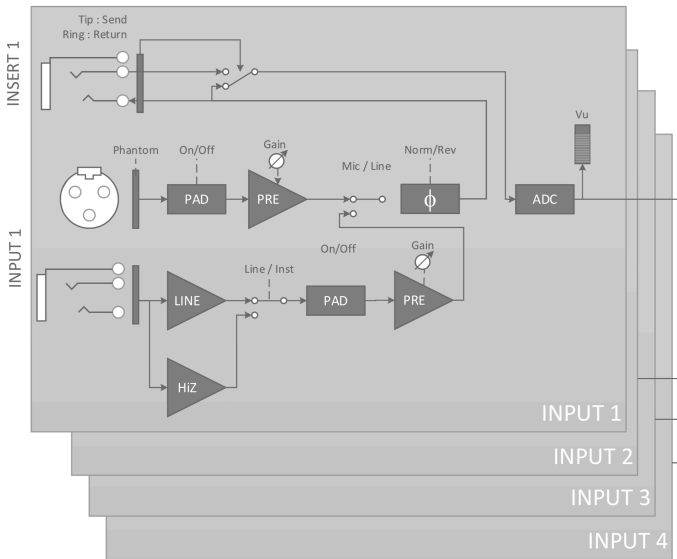 Tip : Send
Ring : Return
INSERT 1
Vu
Phantom
On/Off
Gain
Mic / Line
Norm/Rev
PAD
PRE
ϕ
ADC
INPUT 1
On/Off
Gain
Line / Inst
LINE
PAD
PRE
HiZ
INPUT 1
INPUT 2
INPUT 3
INPUT 4